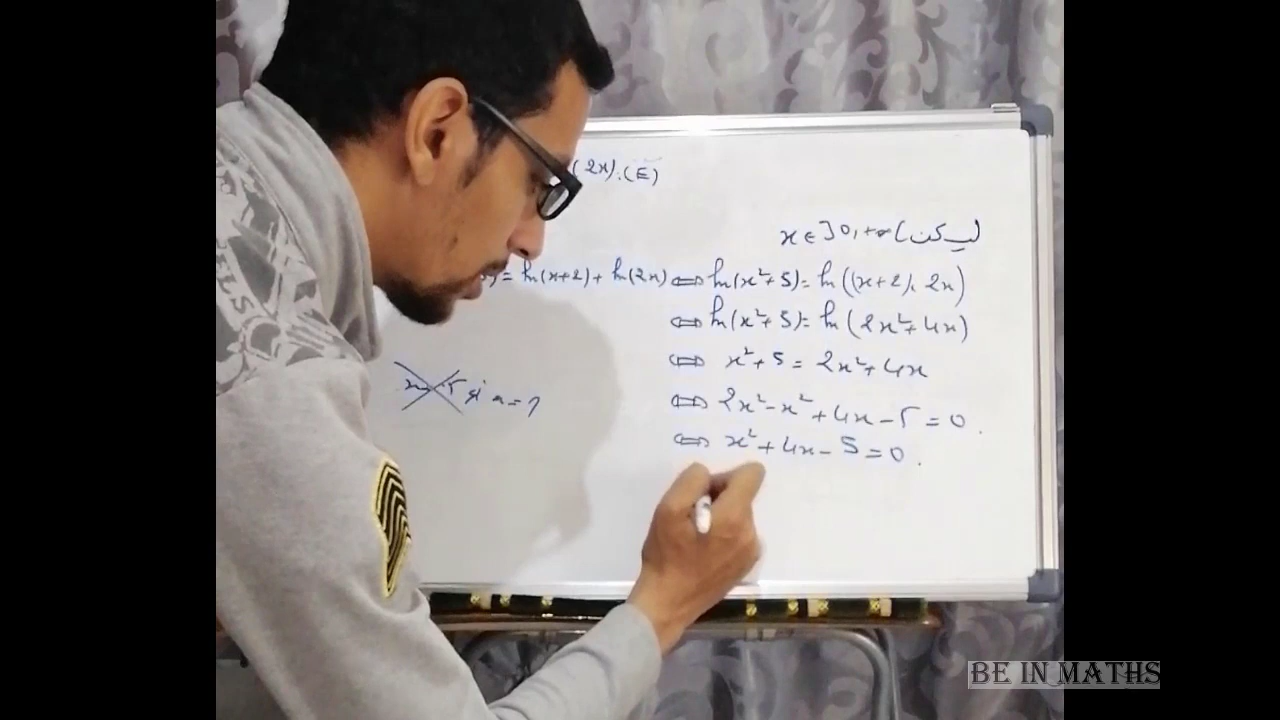 (2x). (E)
ليكن x ∈ ]0,+∞[
= ln(x+2) + ln(2x) ⟺ ln(x²+5) = ln((x+2)×2x)
⟺ ln(x²+5) = ln(2x²+4x)
⟺ x²+5 = 2x²+4x
⟺ 2x²-x²+4x-5=0.
⟺ x²+4x-5=0.
BE IN MATHS